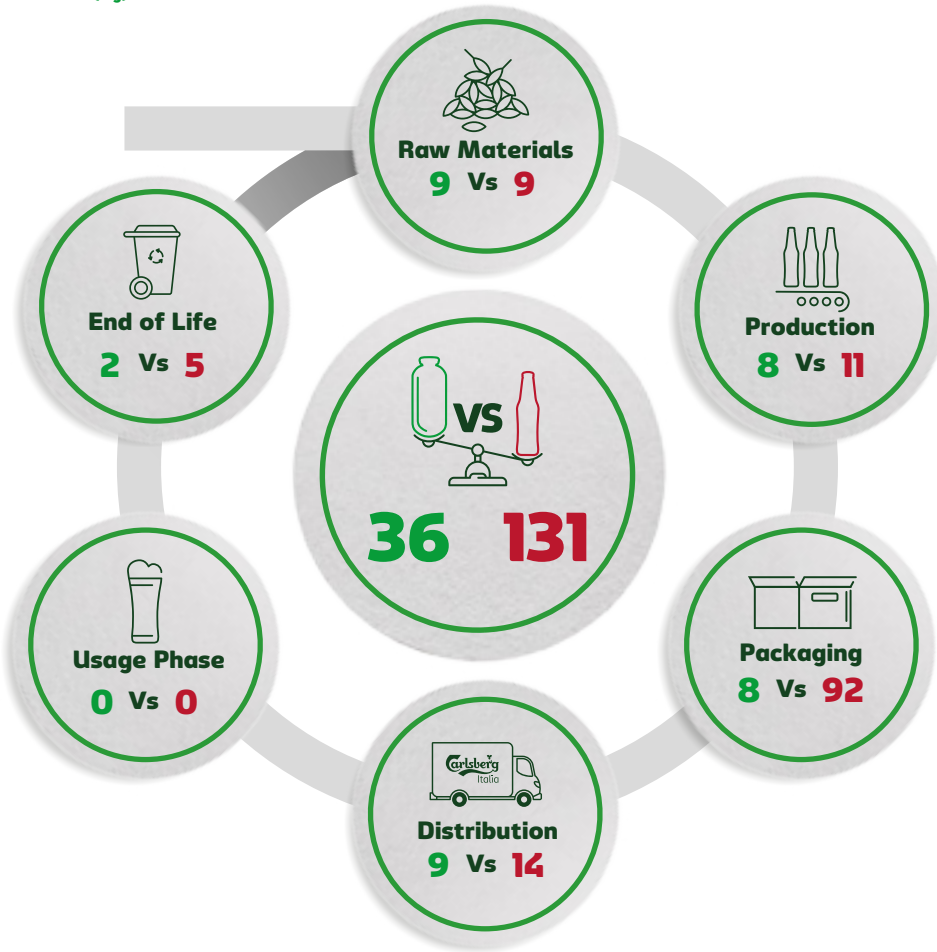 Raw Materials
9 Vs 9
Production
8 Vs 11
Packaging
8 Vs 92
Distribution
9 Vs 14
Usage Phase
0 Vs 0
End of Life
2 Vs 5
VS
36 131
Carlsberg
Italia